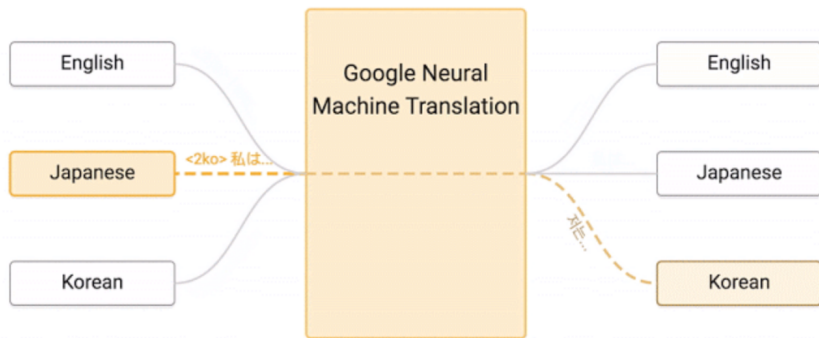 English
Japanese
Korean
<2ko> 私は...
Google Neural
Machine Translation
저는...
English
Japanese
Korean